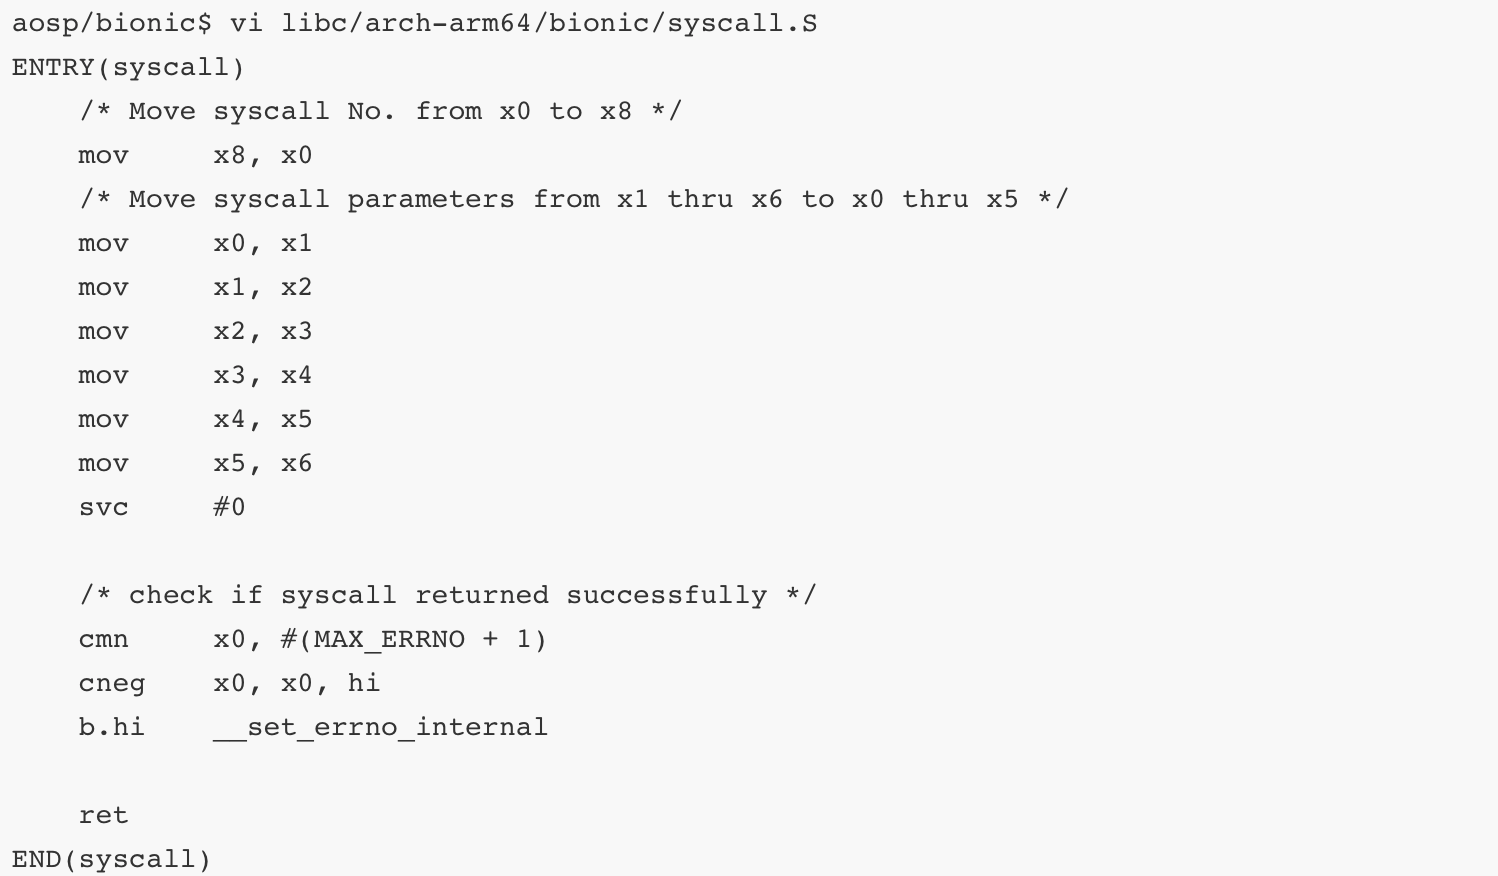 aosp/bionic$ vi libc/arch-arm64/bionic/syscall.S
ENTRY(syscall)
    /* Move syscall No. from x0 to x8 */
    mov     x8, x0
    /* Move syscall parameters from x1 thru x6 to x0 thru x5 */
    mov     x0, x1
    mov     x1, x2
    mov     x2, x3
    mov     x3, x4
    mov     x4, x5
    mov     x5, x6
    svc     #0

    /* check if syscall returned successfully */
    cmn     x0, #(MAX_ERRNO + 1)
    cneg    x0, x0, hi
    b.hi    __set_errno_internal

    ret
END(syscall)